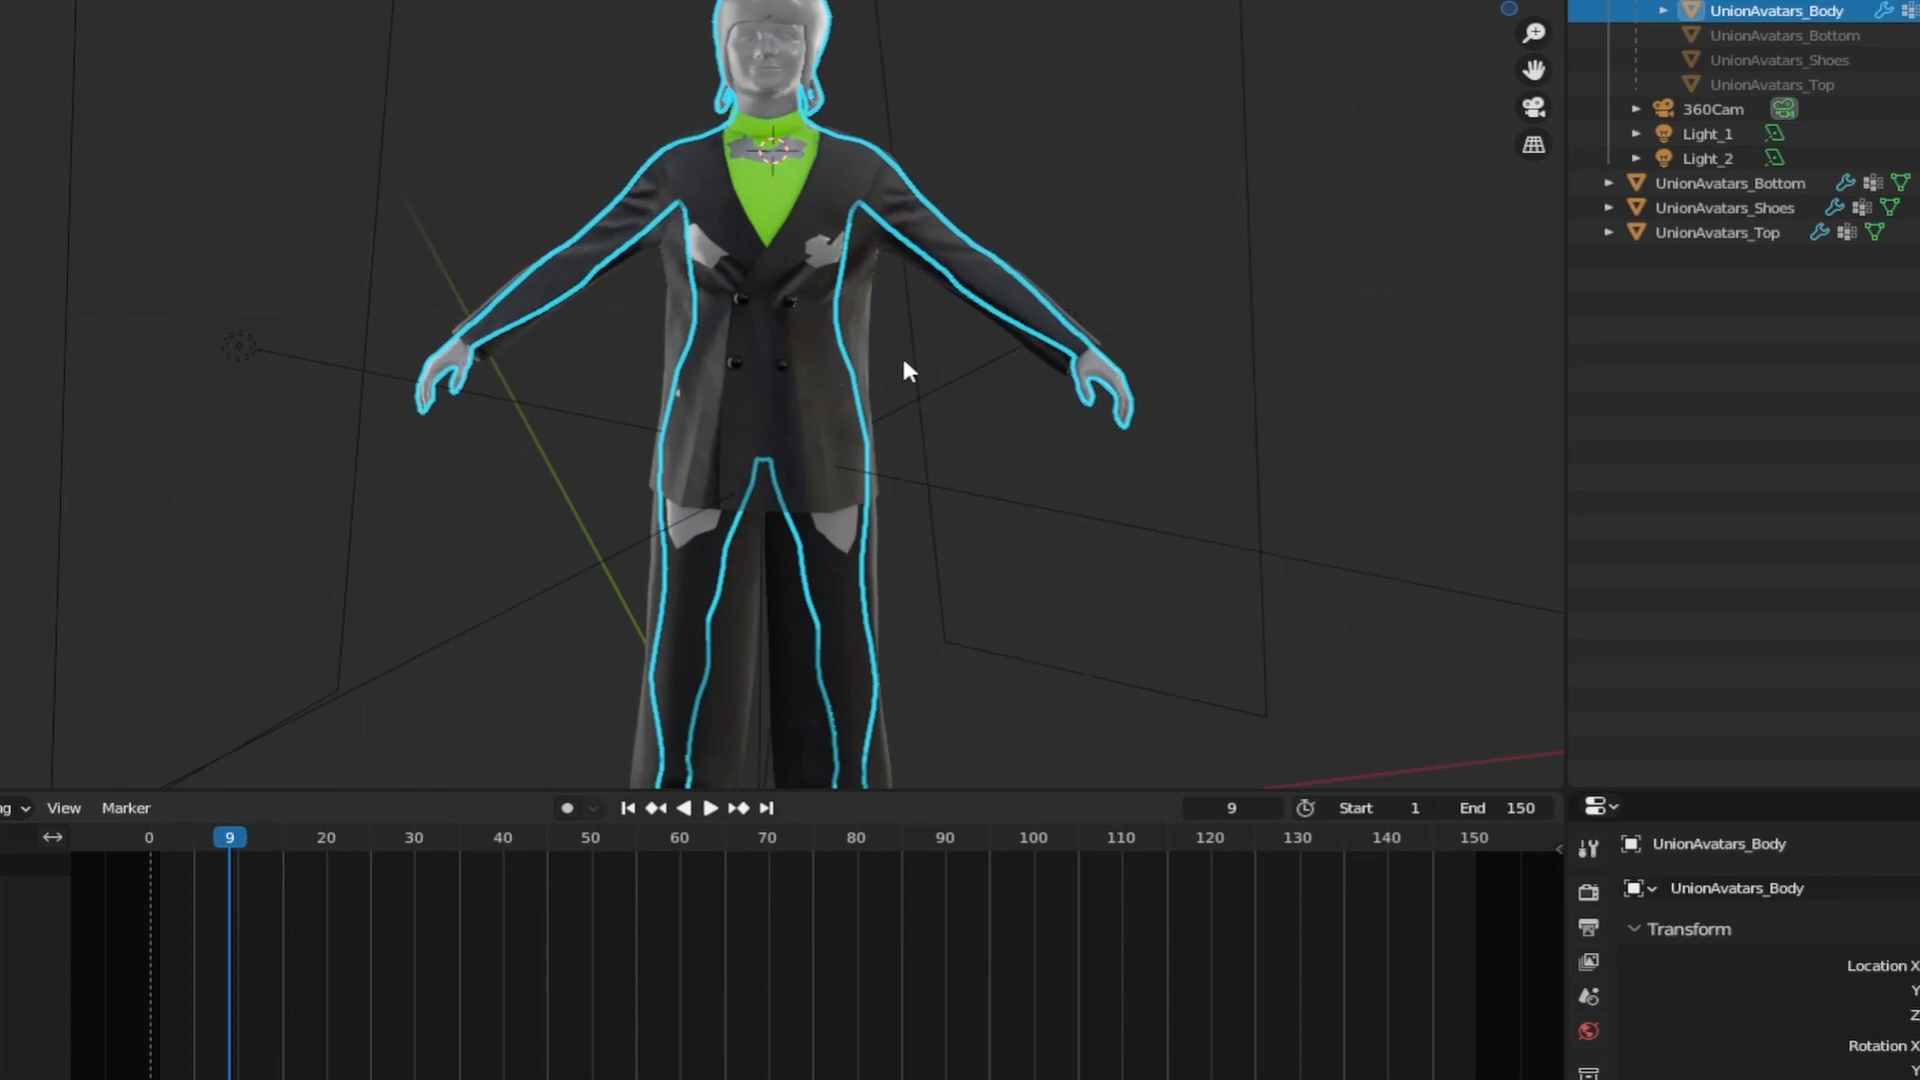 UnionAvatars_Body
UnionAvatars_Bottom
UnionAvatars_Shoes
UnionAvatars_Top
360Cam
Light_1
Light_2
UnionAvatars_Bottom
UnionAvatars_Shoes
UnionAvatars_Top
ng View Marker 9 Start 1 End 150
0 9 20 30 40 50 60 70 80 90 100 110 120 130 140 150
UnionAvatars_Body
UnionAvatars_Body
Transform
Location X
Y
Z
Rotation X
Y